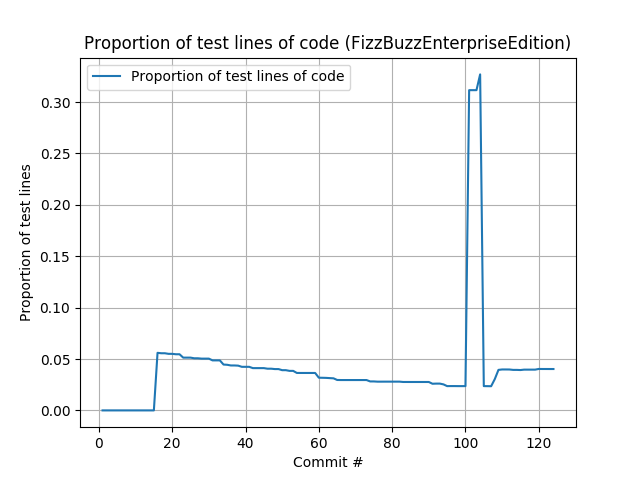 Proportion of test lines of code (FizzBuzzEnterpriseEdition)
Proportion of test lines of code
0.30
0.25
0.20
0.15
0.10
0.05
0.00
Proportion of test lines
0 20 40 60 80 100 120
Commit #